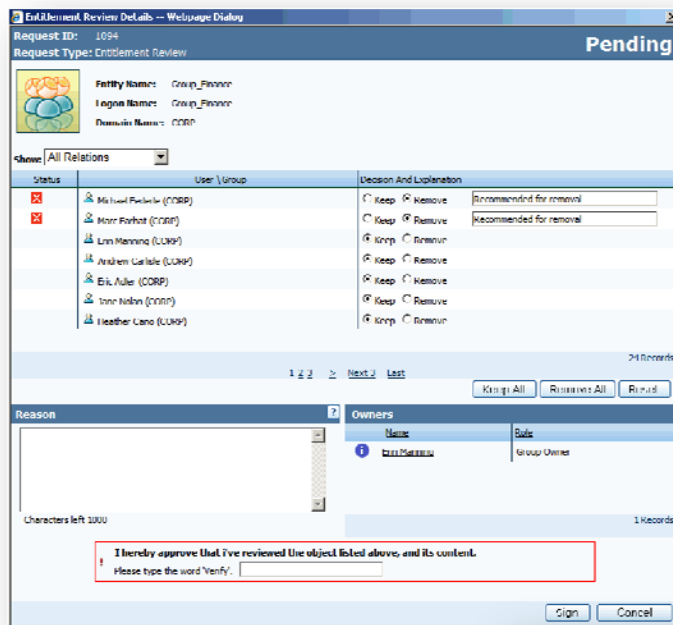 Entitlement Review Details -- Webpage Dialog
Request ID: 1094
Request Type: Entitlement Review
Pending
Entity Name: Group_Finance
Logon Name: Group_Finance
Domain Name: CORP
Show: All Relations
Status User \ Group Decision And Explanation
Michael Federle (CORP) Keep Remove Recommended for removal
Marc Farhat (CORP) Keep Remove Recommended for removal
Erin Manning (CORP) Keep Remove
Andrew Carlisle (CORP) Keep Remove
Eric Adler (CORP) Keep Remove
Jane Nolan (CORP) Keep Remove
Heather Cano (CORP) Keep Remove
24 Records
1 2 3 > Next 3 Last
Keep All Remove All Reset
Reason ? Owners
Name Role
Erin Manning Group Owner
Characters left 1000
1 Records
! I hereby approve that i've reviewed the object listed above, and its content.
Please type the word 'Verify'.
Sign Cancel